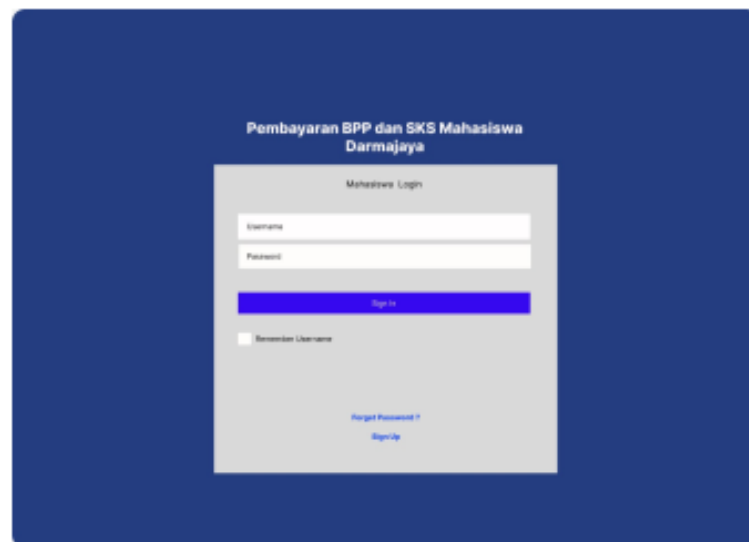 Pembayaran BPP dan SKS Mahasiswa
Darmajaya
Mahasiswa Login
Username
Password
Sign In
Remember Username
Forgot Password ?
Sign Up